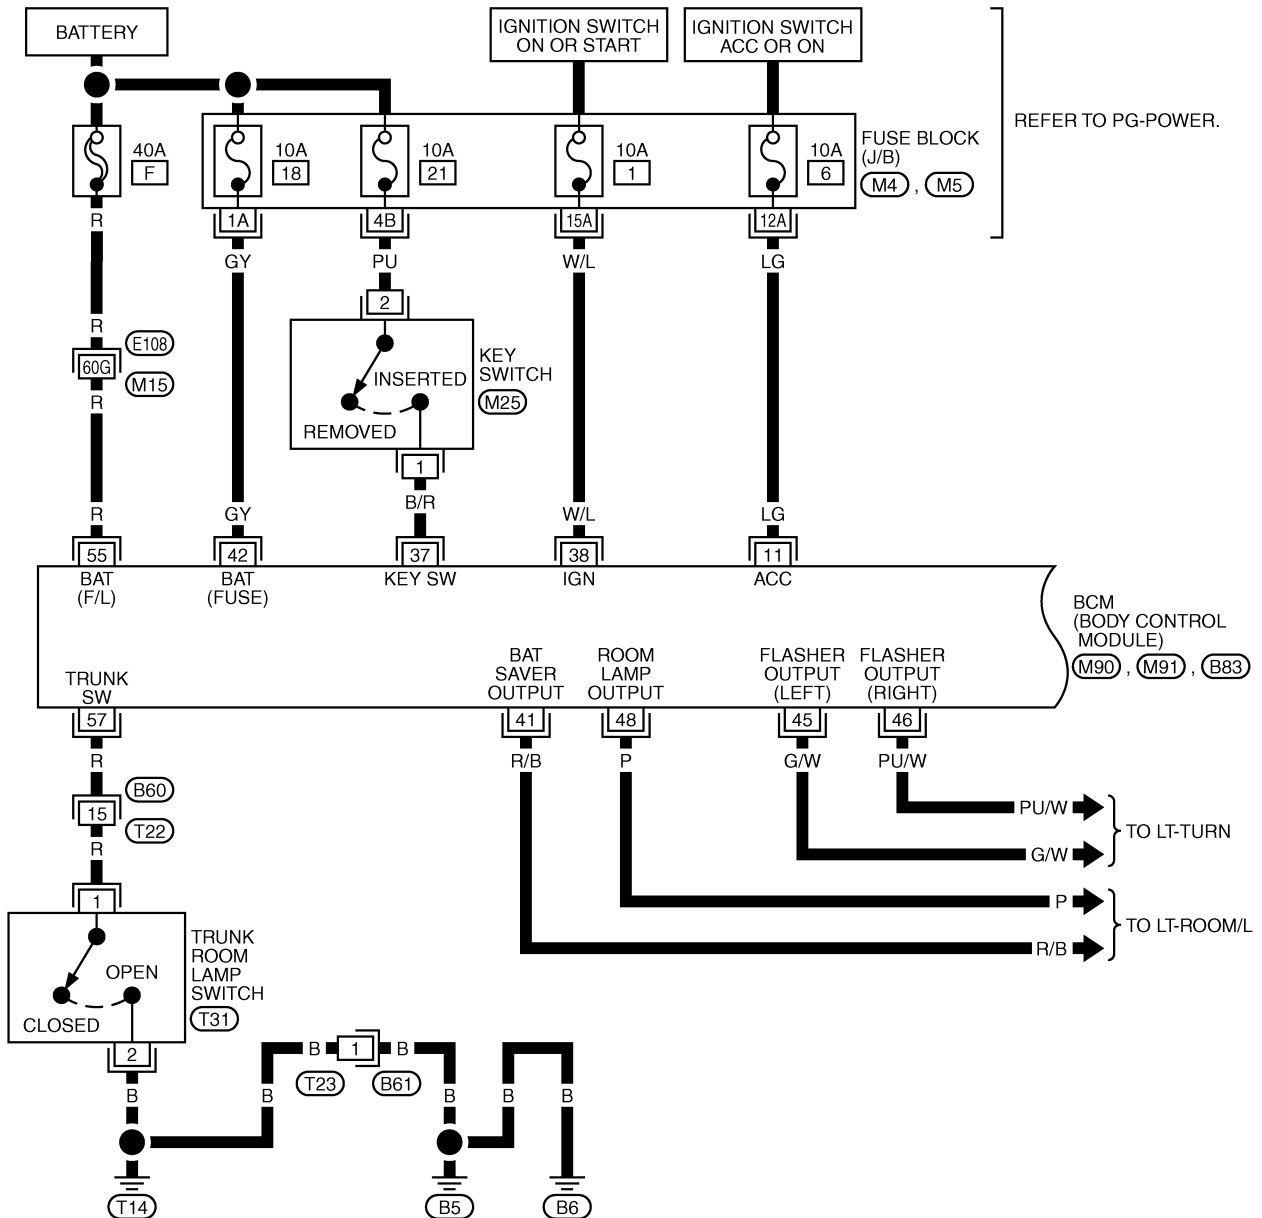 BATTERY
IGNITION SWITCH
ON OR START
IGNITION SWITCH
ACC OR ON
REFER TO PG-POWER.
40A
F
10A
18
10A
21
10A
1
10A
6
FUSE BLOCK
(J/B)
M4 , M5
1A
4B
15A
12A
R
GY
PU
W/L
LG
2
R
E108
60G
M15
R
INSERTED
REMOVED
KEY
SWITCH
M25
1
B/R
R
GY
W/L
LG
55
42
37
38
11
BAT
(F/L)
BAT
(FUSE)
KEY SW
IGN
ACC
BCM
(BODY CONTROL
MODULE)
M90 , M91 , B83
TRUNK
SW
BAT
SAVER
OUTPUT
ROOM
LAMP
OUTPUT
FLASHER
OUTPUT
(LEFT)
FLASHER
OUTPUT
(RIGHT)
57
41
48
45
46
R
R/B
P
G/W
PU/W
B60
15
T22
R
PU/W
G/W
TO LT-TURN
P
R/B
TO LT-ROOM/L
1
OPEN
CLOSED
TRUNK
ROOM
LAMP
SWITCH
T31
2
B
B
B
1
B
T23
B61
B
B
B
T14
B5
B6